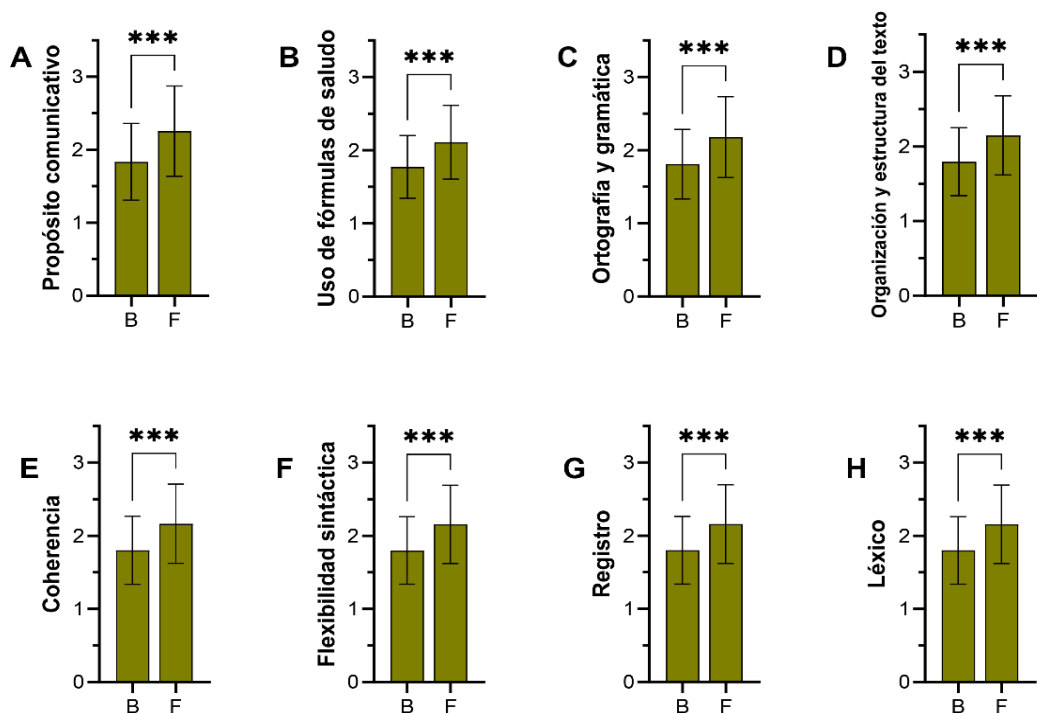 A
Propósito comunicativo
***
3
2
1
0
B
F
B
Uso de fórmulas de saludo
***
3
2
1
0
B
F
C
Ortografía y gramática
***
3
2
1
0
B
F
D
Organización y estructura del texto
***
3
2
1
0
B
F
E
Coherencia
***
3
2
1
0
B
F
F
Flexibilidad sintáctica
***
3
2
1
0
B
F
G
Registro
***
3
2
1
0
B
F
H
Léxico
***
3
2
1
0
B
F